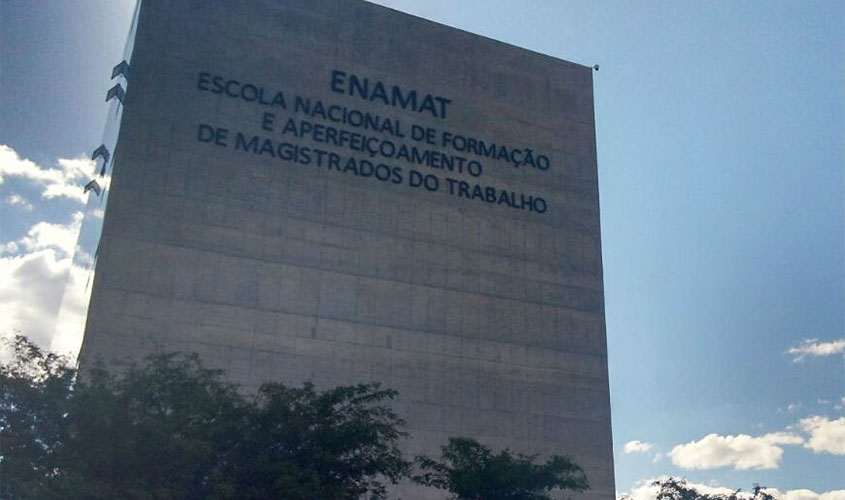 ENAMAT
ESCOLA NACIONAL DE FORMAÇÃO
E APERFEIÇOAMENTO
DE MAGISTRADOS DO TRABALHO